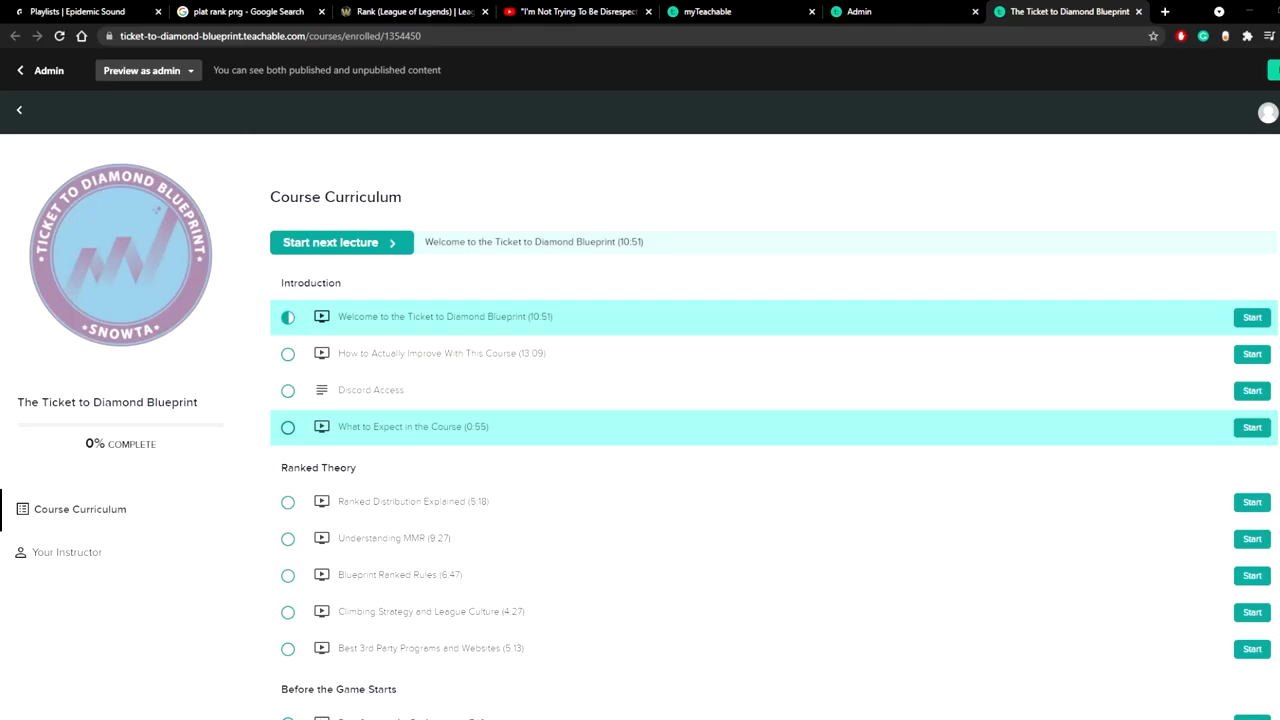 Playlists | Epidemic Sound
plat rank png - Google Search
Rank (League of Legends) | Leag
"I'm Not Trying To Be Disrespec
myTeachable
Admin
The Ticket to Diamond Blueprint
ticket-to-diamond-blueprint.teachable.com/courses/enrolled/1354450
Admin
Preview as admin
You can see both published and unpublished content
TICKET TO DIAMOND BLUEPRINT
SNOWTA
The Ticket to Diamond Blueprint
0% COMPLETE
Course Curriculum
Your Instructor
Course Curriculum
Start next lecture
Welcome to the Ticket to Diamond Blueprint (10:51)
Introduction
Welcome to the Ticket to Diamond Blueprint (10:51) Start
How to Actually Improve With This Course (13:09) Start
Discord Access Start
What to Expect in the Course (0:55) Start
Ranked Theory
Ranked Distribution Explained (5:18) Start
Understanding MMR (9:27) Start
Blueprint Ranked Rules (6:47) Start
Climbing Strategy and League Culture (4:27) Start
Best 3rd Party Programs and Websites (5:13) Start
Before the Game Starts